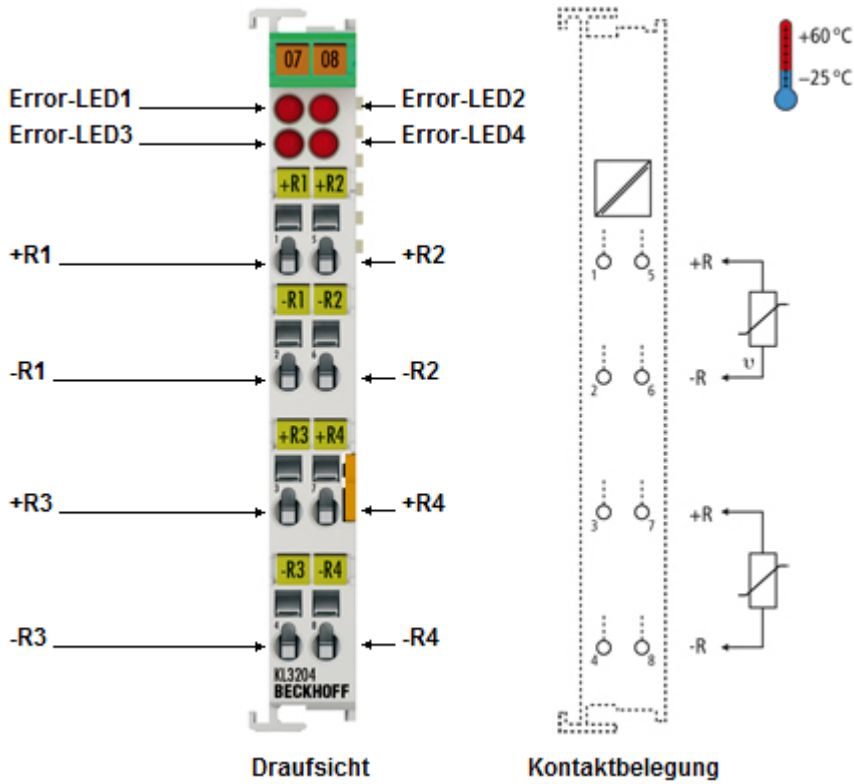 07 08
+60 °C
−25 °C
Error-LED1
Error-LED2
Error-LED3
Error-LED4
+R1 +R2
1 5
+R1
+R2
1 5
+R
-R1 -R2
2 6
-R1
-R2
2 6
-R
υ
+R3 +R4
3 7
+R3
+R4
3 7
+R
-R3 -R4
4 8
-R3
-R4
4 8
-R
KL3204
BECKHOFF
Draufsicht
Kontaktbelegung